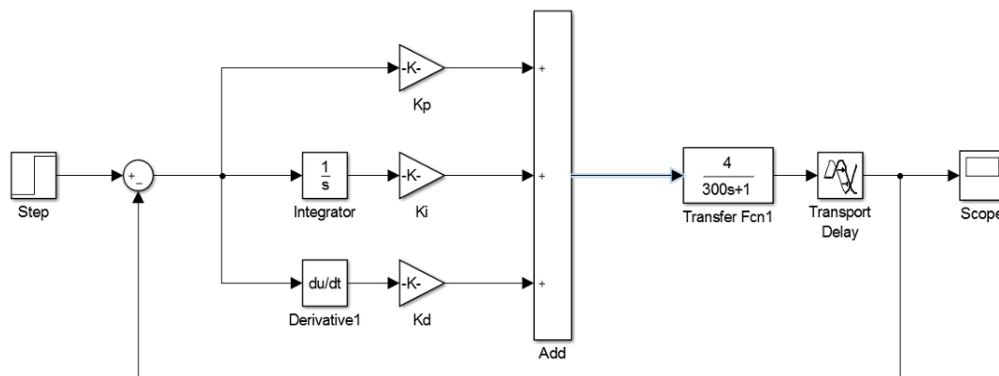 -K-
Kp
+
Step
+
−
1
s
Integrator
-K-
Ki
+
4
300s+1
Transfer Fcn1
Transport
Delay
Scope
du/dt
Derivative1
-K-
Kd
+
Add